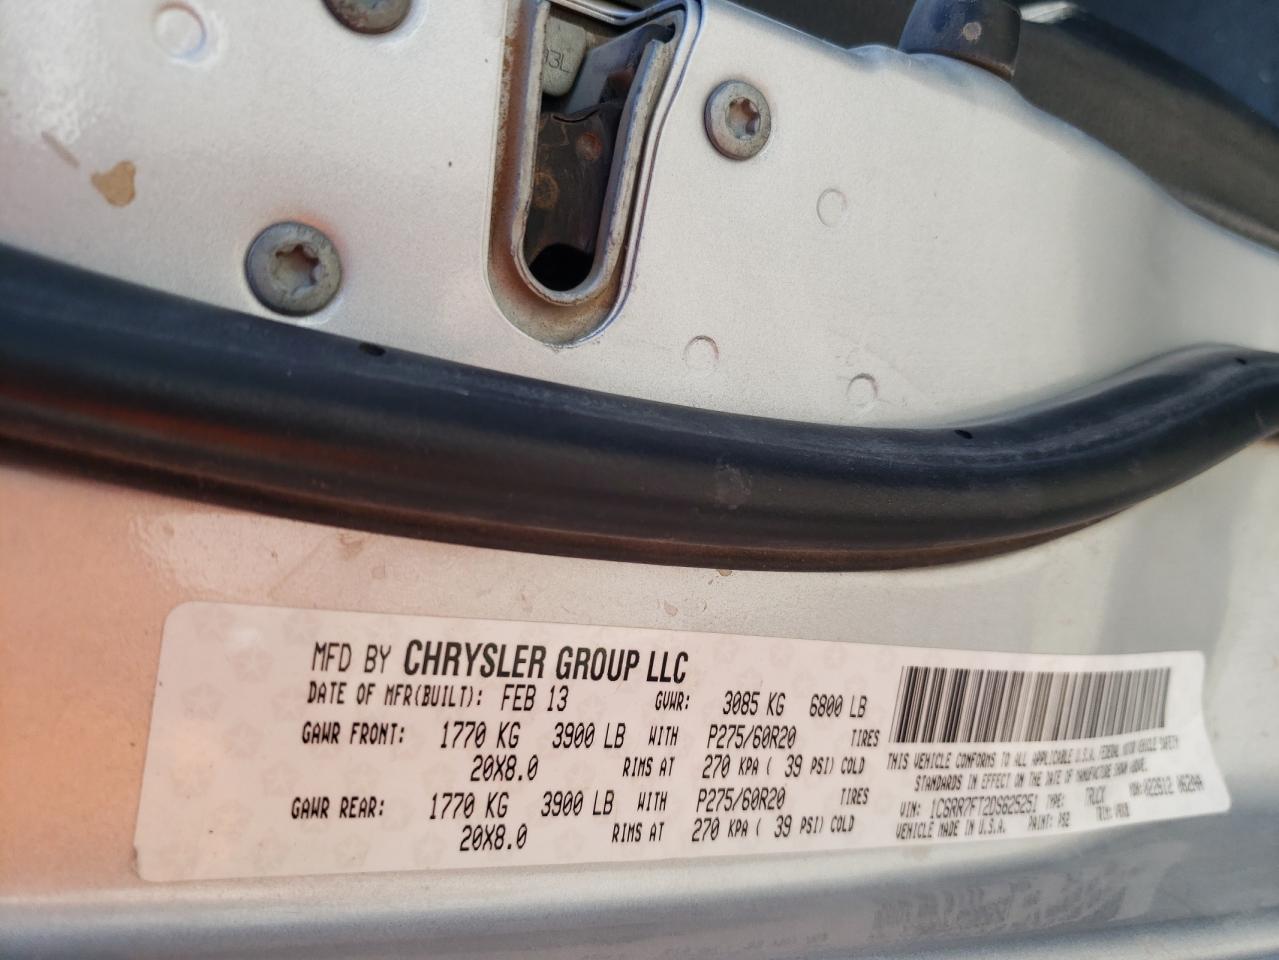 93L
MFD BY CHRYSLER GROUP LLC
DATE OF MFR(BUILT): FEB 13 GVWR: 3085 KG 6800 LB
GAWR FRONT: 1770 KG 3900 LB WITH P275/60R20 TIRES
20X8.0 RIMS AT 270 KPA ( 39 PSI) COLD
GAWR REAR: 1770 KG 3900 LB WITH P275/60R20 TIRES
20X8.0 RIMS AT 270 KPA ( 39 PSI) COLD
THIS VEHICLE CONFORMS TO ALL APPLICABLE U.S.A. FEDERAL MOTOR VEHICLE SAFETY
STANDARDS IN EFFECT ON THE DATE OF MANUFACTURE SHOWN ABOVE.
VIN: 1C6RR7FT2DS625251 TYPE: TRUCK MDH: 022512
VEHICLE MADE IN U.S.A. PAINT: PS2 TRIM: